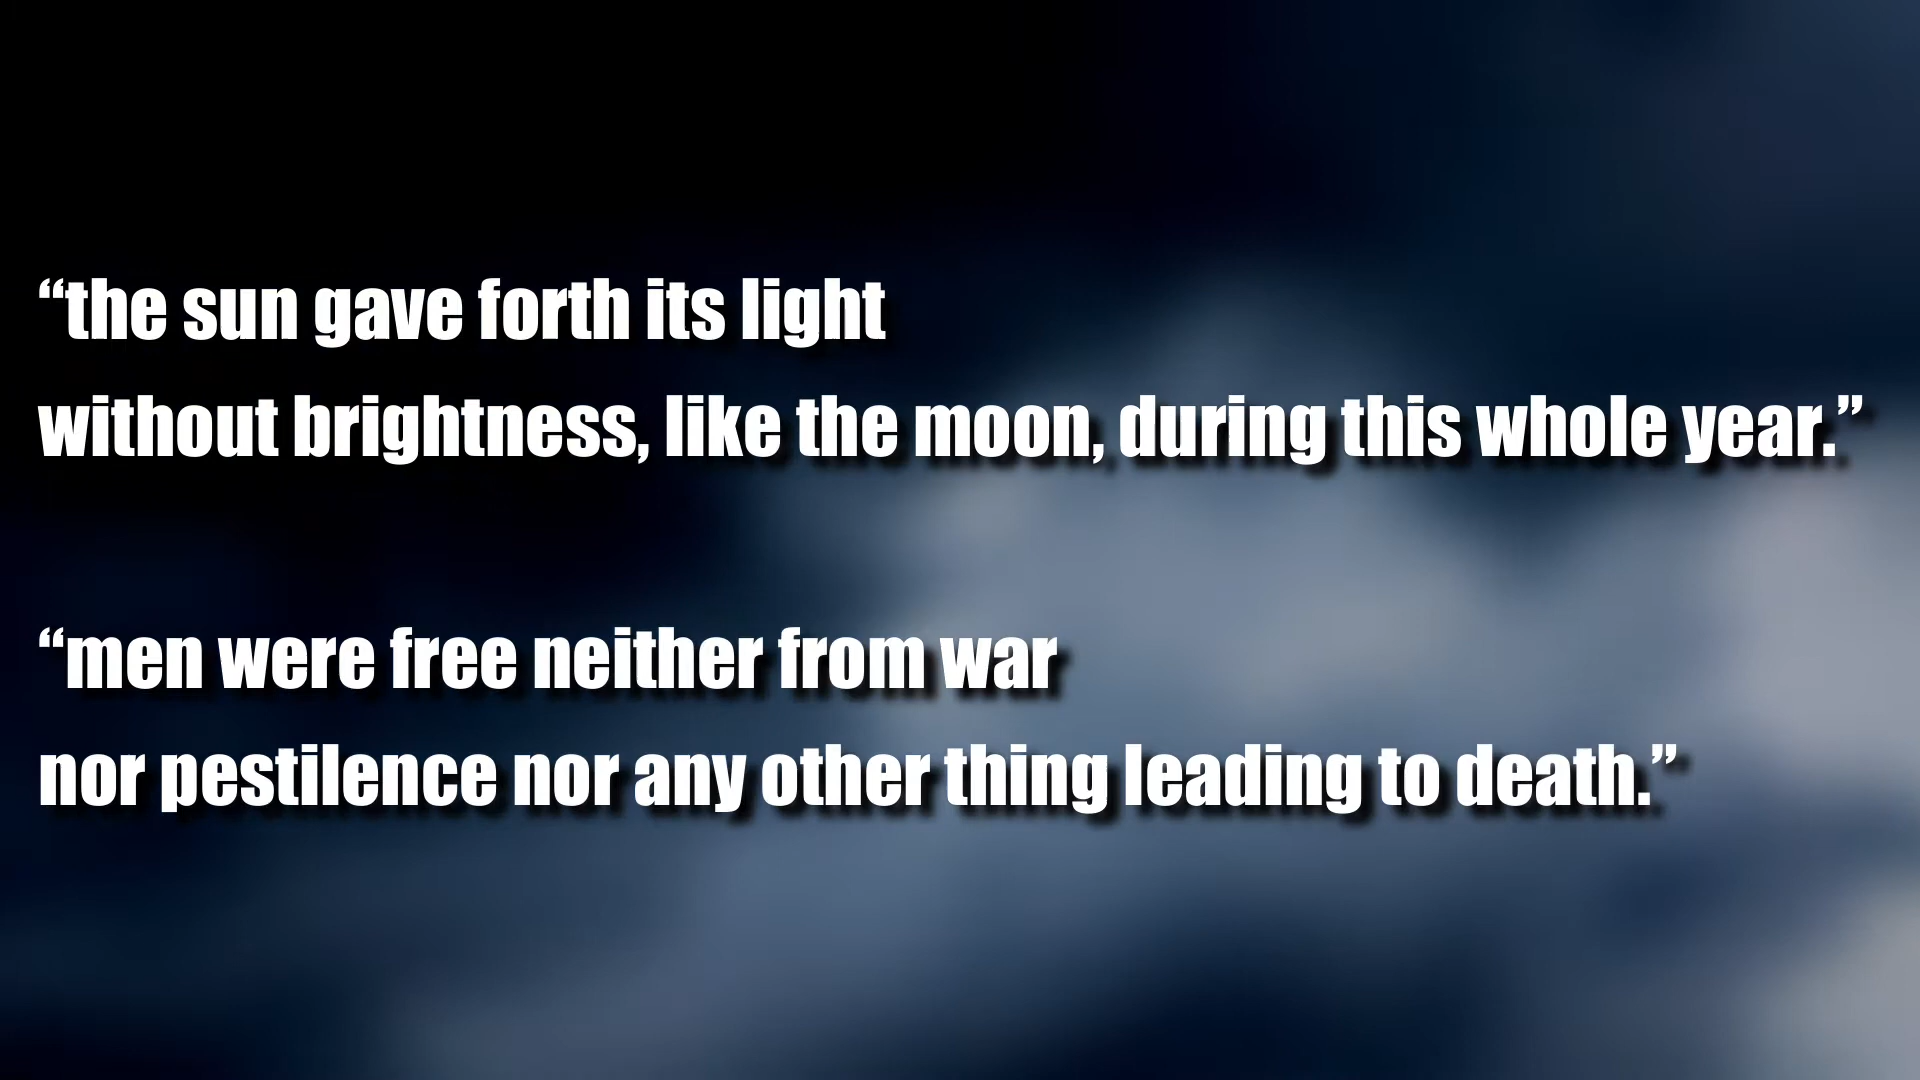 “the sun gave forth its light
without brightness, like the moon, during this whole year.”
“men were free neither from war
nor pestilence nor any other thing leading to death.”